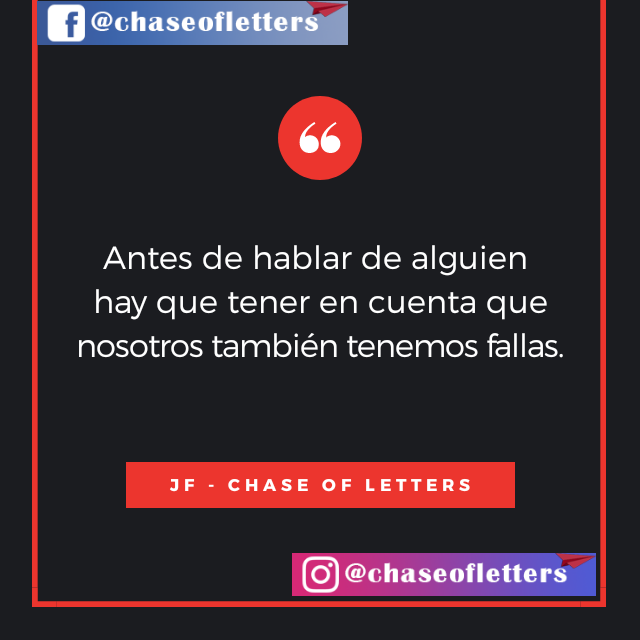 @chaseofletters
Antes de hablar de alguien
hay que tener en cuenta que
nosotros también tenemos fallas.
JF - CHASE OF LETTERS
@chaseofletters